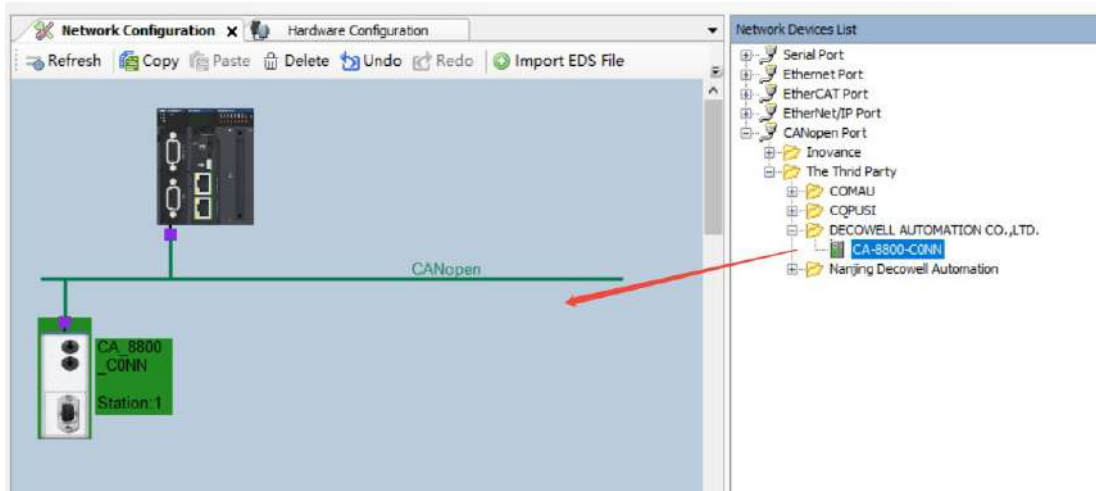 Network Configuration
Hardware Configuration
Refresh Copy Paste Delete Undo Redo Import EDS File
CANopen
CA_8800
_C0NN
Station:1
Network Devices List
Serial Port
Ethernet Port
EtherCAT Port
EtherNet/IP Port
CANopen Port
Inovance
The Thrid Party
COMAU
CQPUSI
DECOWELL AUTOMATION CO.,LTD.
CA-8800-C0NN
Nanjing Decowell Automation